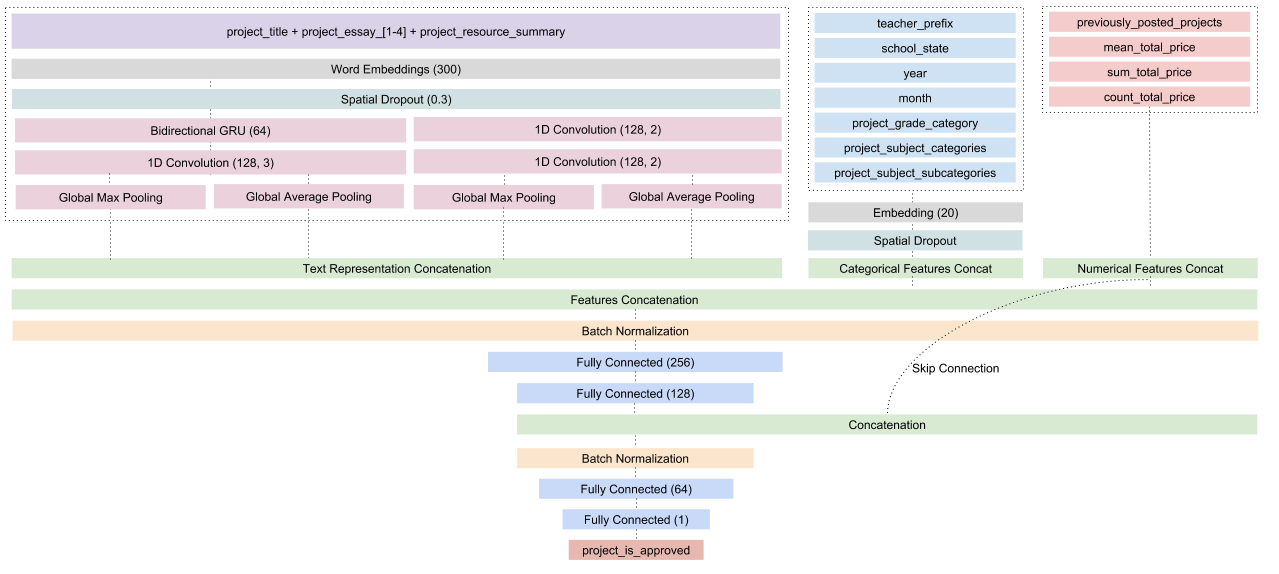 project_title + project_essay_[1-4] + project_resource_summary
Word Embeddings (300)
Spatial Dropout (0.3)
Bidirectional GRU (64)
1D Convolution (128, 2)
1D Convolution (128, 3)
1D Convolution (128, 2)
Global Max Pooling
Global Average Pooling
Global Max Pooling
Global Average Pooling
teacher_prefix
school_state
year
month
project_grade_category
project_subject_categories
project_subject_subcategories
Embedding (20)
Spatial Dropout
previously_posted_projects
mean_total_price
sum_total_price
count_total_price
Text Representation Concatenation
Categorical Features Concat
Numerical Features Concat
Features Concatenation
Batch Normalization
Fully Connected (256)
Skip Connection
Fully Connected (128)
Concatenation
Batch Normalization
Fully Connected (64)
Fully Connected (1)
project_is_approved